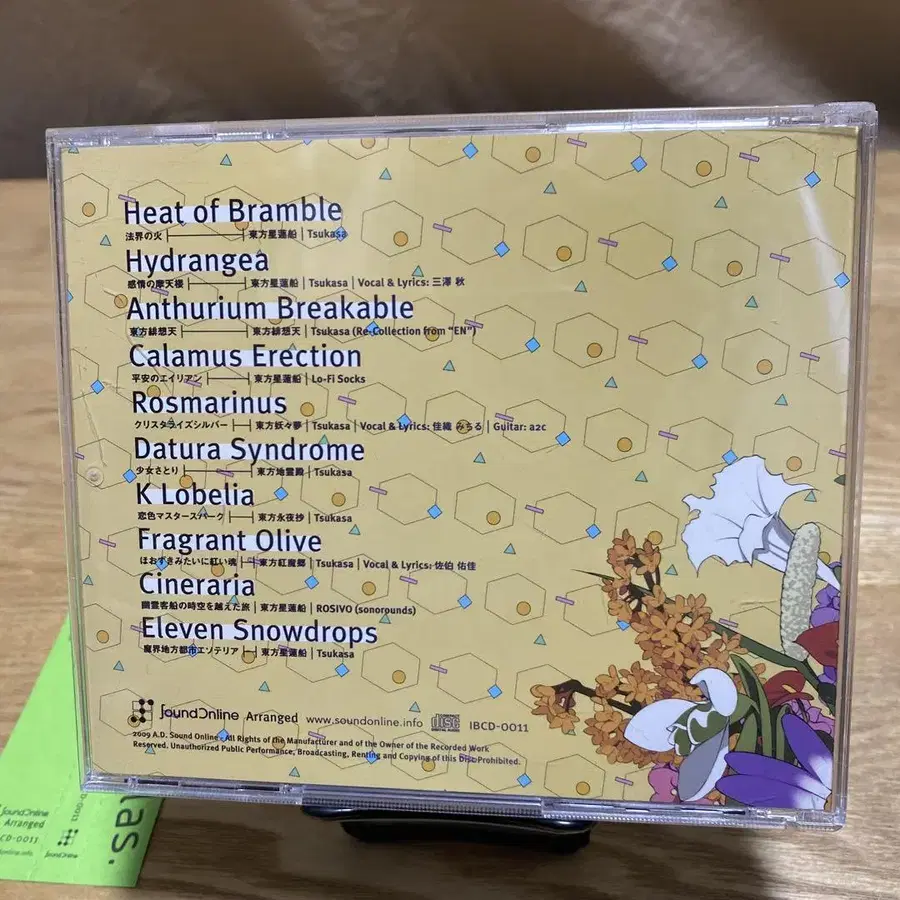 Heat of Bramble
法界の火 東方星蓮船 | Tsukasa
Hydrangea
感情の摩天楼 東方星蓮船 | Tsukasa | Vocal & Lyrics: 三澤 秋
Anthurium Breakable
東方緋想天 東方緋想天 | Tsukasa (Re-Collection from "EN")
Calamus Erection
平安のエイリアン 東方星蓮船 | Lo-Fi Socks
Rosmarinus
クリスタライズシルバー 東方妖々夢 | Tsukasa | Vocal & Lyrics: 佳織 みちる | Guitar: a2c
Datura Syndrome
少女さとり 東方地霊殿 | Tsukasa
K Lobelia
恋色マスタースパーク 東方永夜抄 | Tsukasa
Fragrant Olive
ほおずきみたいに紅い魂 東方紅魔郷 | Tsukasa | Vocal & Lyrics: 佐伯 佑佳
Cineraria
幽霊客船の時空を越えた旅 | 東方星蓮船 | ROSIVO (sonorounds)
Eleven Snowdrops
魔界地方都市エソテリア 東方星蓮船 | Tsukasa
SoundOnline Arranged www.soundonline.info disc DIGITAL AUDIO IBCD-0011
2009 A.D. Sound Online. All Rights of the Manufacturer and of the Owner of the Recorded Work
Reserved. Unauthorized Public Performance, Broadcasting, Renting and Copying of this Disc Prohibited.
as.
SoundOnline
Arranged
CD-0011
SoundOnline